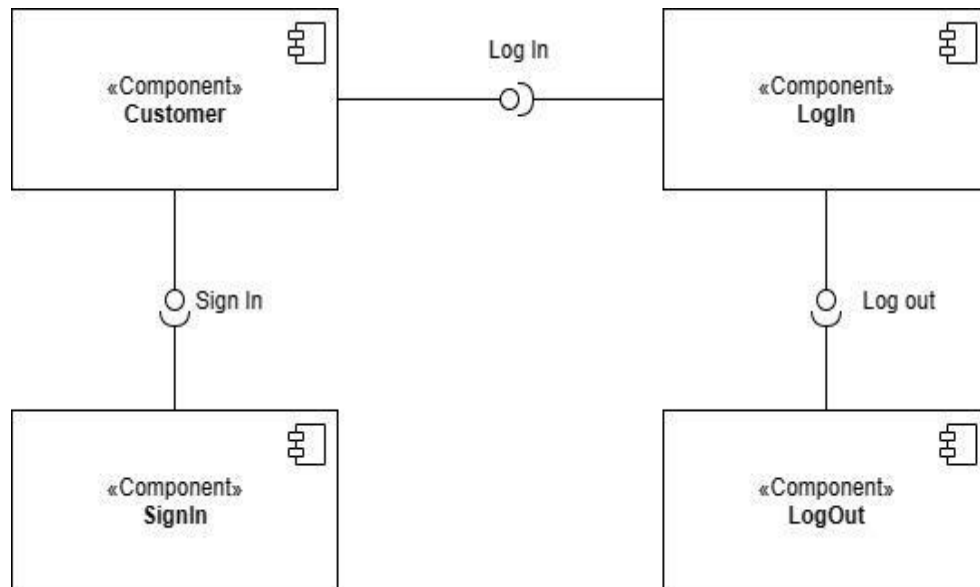 «Component»
Customer
Log In
«Component»
LogIn
Sign In
Log out
«Component»
SignIn
«Component»
LogOut